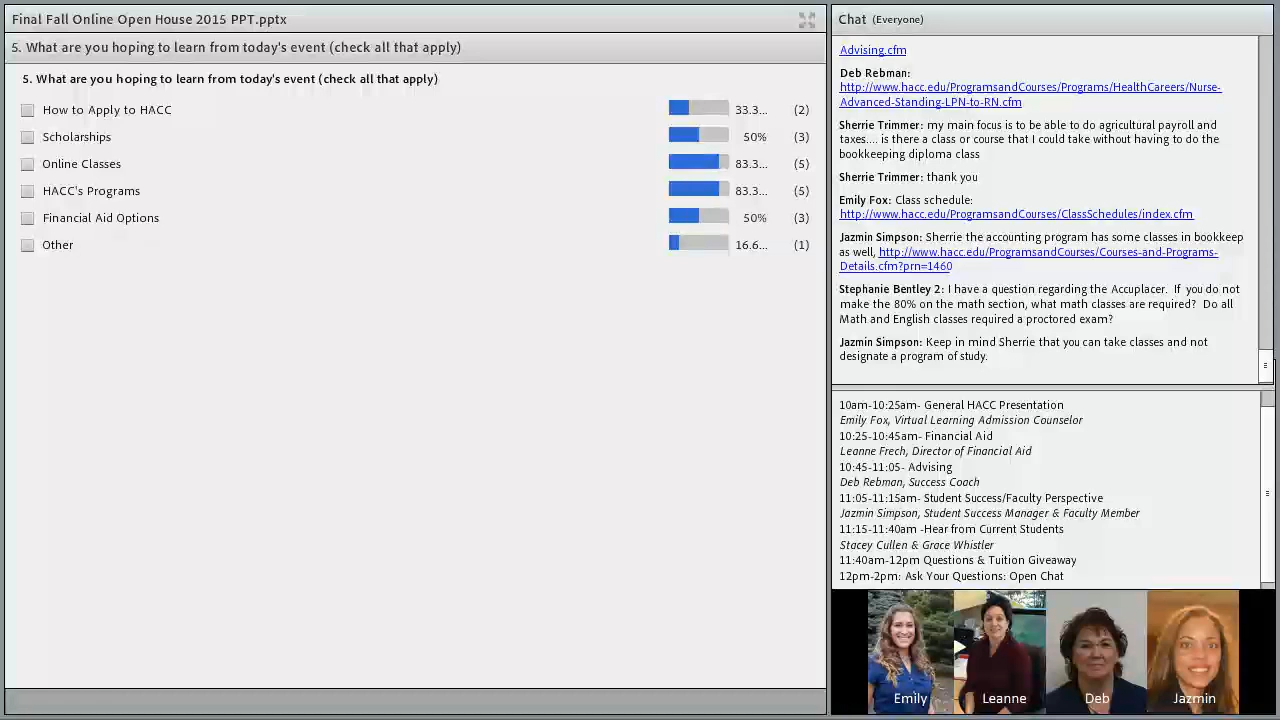 Final Fall Online Open House 2015 PPT.pptx
5. What are you hoping to learn from today's event (check all that apply)
5. What are you hoping to learn from today's event (check all that apply)
How to Apply to HACC 33.3... (2)
Scholarships 50% (3)
Online Classes 83.3... (5)
HACC's Programs 83.3... (5)
Financial Aid Options 50% (3)
Other 16.6... (1)
Chat (Everyone)
Advising.cfm
Deb Rebman:
http://www.hacc.edu/ProgramsandCourses/Programs/HealthCareers/Nurse-
Advanced-Standing-LPN-to-RN.cfm
Sherrie Trimmer: my main focus is to be able to do agricultural payroll and
taxes.... is there a class or course that I could take without having to do the
bookkeeping diploma class
Sherrie Trimmer: thank you
Emily Fox: Class schedule:
http://www.hacc.edu/ProgramsandCourses/ClassSchedules/index.cfm
Jazmin Simpson: Sherrie the accounting program has some classes in bookkeep
as well, http://www.hacc.edu/ProgramsandCourses/Courses-and-Programs-
Details.cfm?prn=1460
Stephanie Bentley 2: I have a question regarding the Accuplacer. If you do not
make the 80% on the math section, what math classes are required? Do all
Math and English classes required a proctored exam?
Jazmin Simpson: Keep in mind Sherrie that you can take classes and not
designate a program of study.
10am-10:25am- General HACC Presentation
Emily Fox, Virtual Learning Admission Counselor
10:25-10:45am- Financial Aid
Leanne Frech, Director of Financial Aid
10:45-11:05- Advising
Deb Rebman, Success Coach
11:05-11:15am- Student Success/Faculty Perspective
Jazmin Simpson, Student Success Manager & Faculty Member
11:15-11:40am -Hear from Current Students
Stacey Cullen & Grace Whistler
11:40am-12pm Questions & Tuition Giveaway
12pm-2pm: Ask Your Questions: Open Chat
Emily Leanne Deb Jazmin